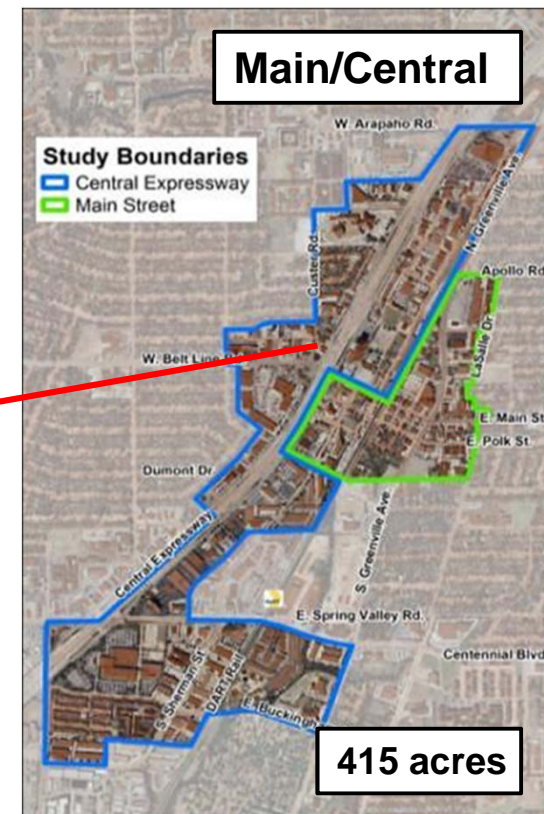 Main/Central
W. Arapaho Rd.
Study Boundaries
Central Expressway
Main Street
N. Greenville Ave.
Custer Rd.
Apollo Rd
LaSalle Dr
W. Belt Line
E. Main St
E. Polk St.
Dumont Dr
S. Greenville Ave
Central Expressway
E. Spring Valley Rd.
Centennial Blvd
S. Sherman St
DART Rail
E. Buckingh
415 acres